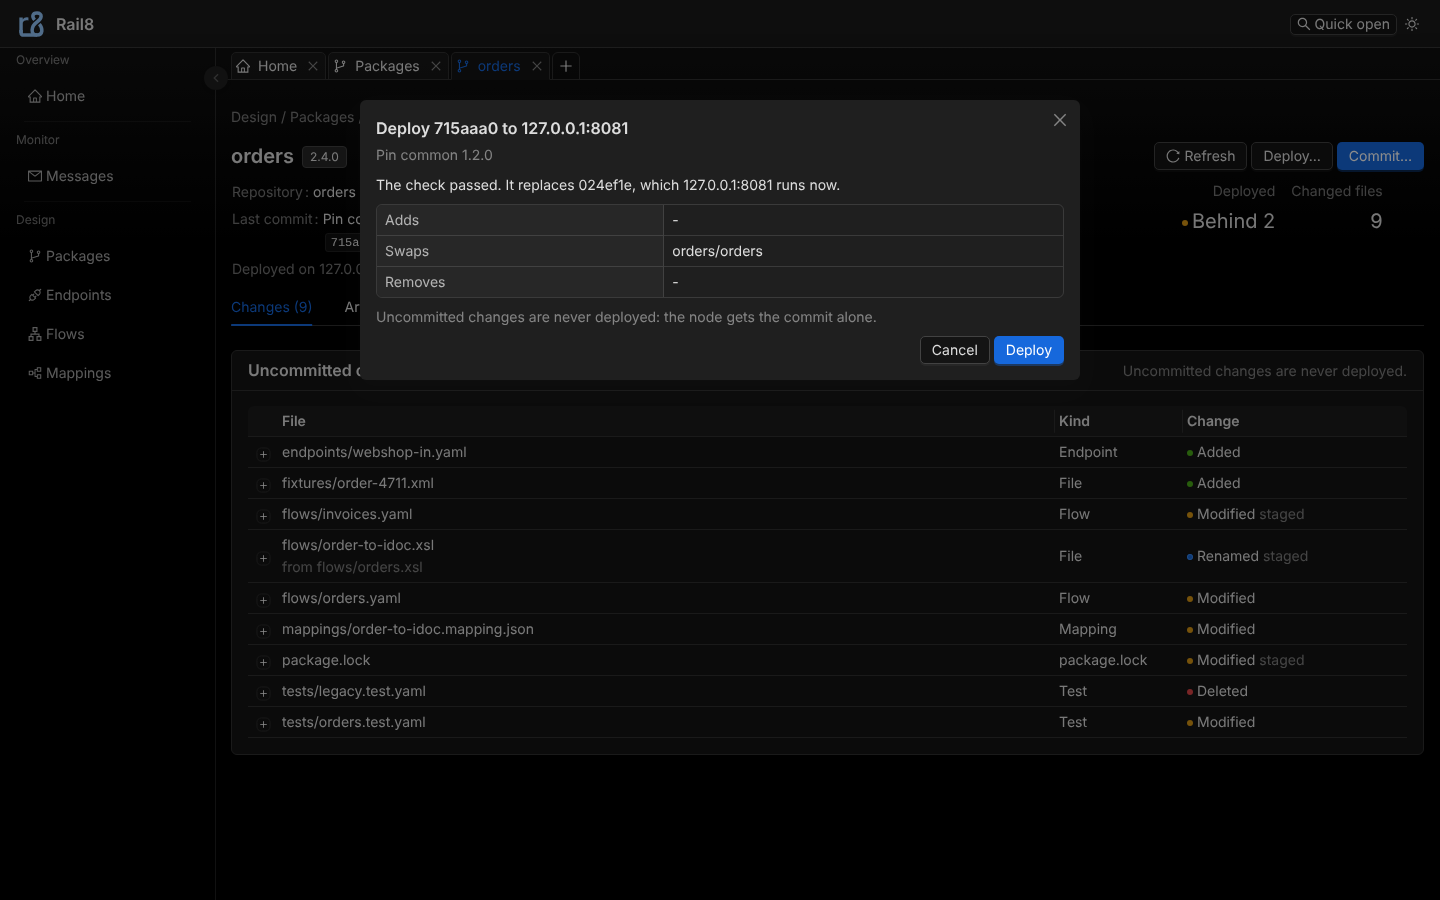 Rail8
Quick open
Overview
Home
Monitor
Messages
Design
Packages
Endpoints
Flows
Mappings
Home
Packages
orders
Design / Packages /
orders 2.4.0
Refresh
Deploy...
Commit...
Repository: orders
Deployed
Changed files
Last commit: Pin
Behind 2
9
715a
Deployed on 127.0.
Changes (9)
Deploy 715aaa0 to 127.0.0.1:8081
Pin common 1.2.0
The check passed. It replaces 024ef1e, which 127.0.0.1:8081 runs now.
Adds -
Swaps orders/orders
Removes -
Uncommitted changes are never deployed: the node gets the commit alone.
Cancel
Deploy
Uncommitted
Uncommitted changes are never deployed.
File Kind Change
endpoints/webshop-in.yaml Endpoint Added
fixtures/order-4711.xml File Added
flows/invoices.yaml Flow Modified staged
flows/order-to-idoc.xsl File Renamed staged
from flows/orders.xsl
flows/orders.yaml Flow Modified
mappings/order-to-idoc.mapping.json Mapping Modified
package.lock package.lock Modified staged
tests/legacy.test.yaml Test Deleted
tests/orders.test.yaml Test Modified